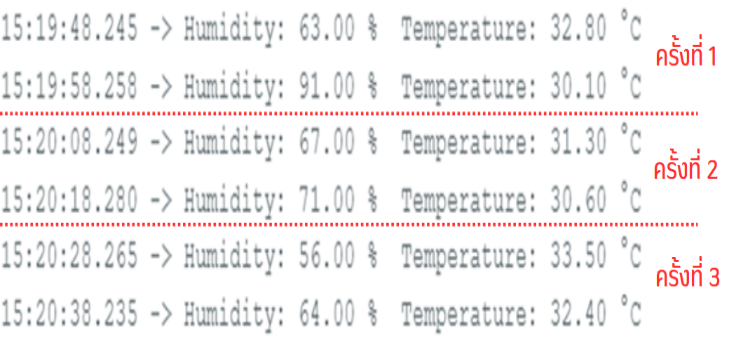 15:19:48.245 -> Humidity: 63.00 %  Temperature: 32.80 °C
ครั้งที่ 1
15:19:58.258 -> Humidity: 91.00 %  Temperature: 30.10 °C
15:20:08.249 -> Humidity: 67.00 %  Temperature: 31.30 °C
ครั้งที่ 2
15:20:18.280 -> Humidity: 71.00 %  Temperature: 30.60 °C
15:20:28.265 -> Humidity: 56.00 %  Temperature: 33.50 °C
ครั้งที่ 3
15:20:38.235 -> Humidity: 64.00 %  Temperature: 32.40 °C